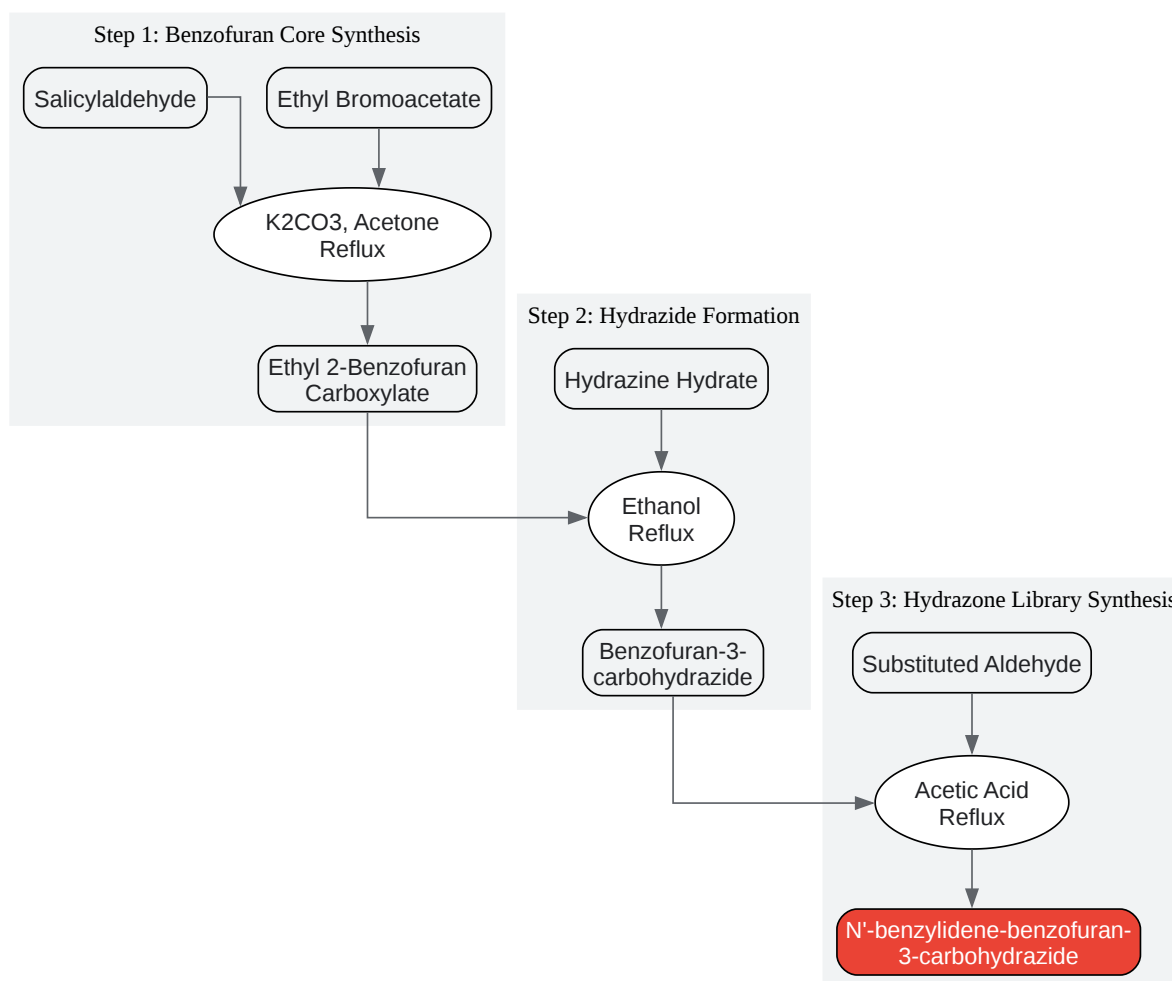 Step 1: Benzofuran Core Synthesis
Salicylaldehyde
Ethyl Bromoacetate
K2CO3, Acetone
Reflux
Ethyl 2-Benzofuran
Carboxylate
Step 2: Hydrazide Formation
Hydrazine Hydrate
Ethanol
Reflux
Benzofuran-3-
carbohydrazide
Step 3: Hydrazone Library Synthesis
Substituted Aldehyde
Acetic Acid
Reflux
N'-benzylidene-benzofuran-
3-carbohydrazide